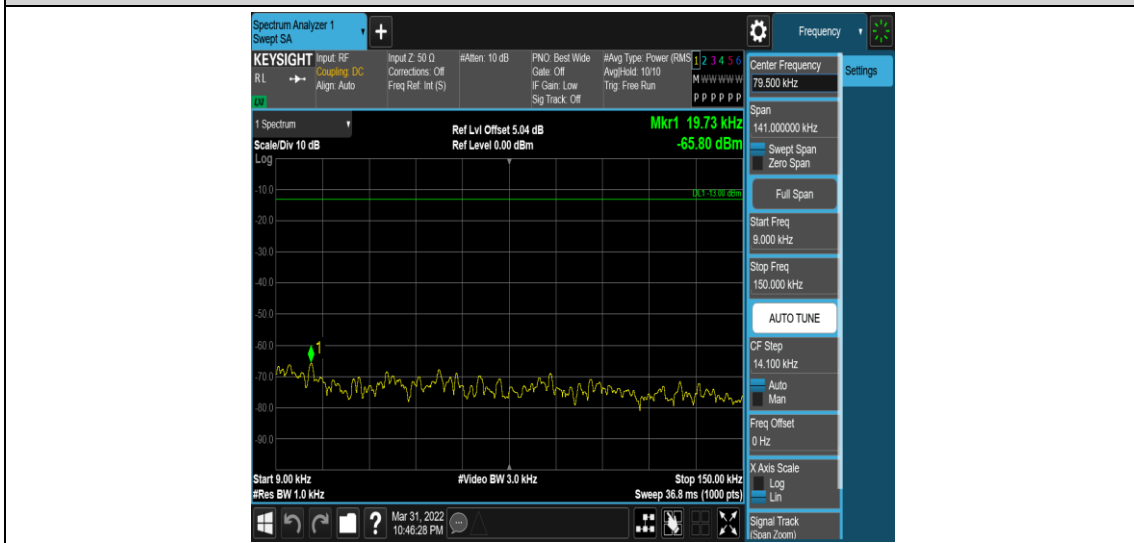 Spectrum Analyzer 1
Swept SA
+
Frequency
KEYSIGHT
RL
LXI
Input: RF
Coupling: DC
Align: Auto
Input Z: 50 Ω
Corrections: Off
Freq Ref: Int (S)
#Atten: 10 dB
PNO: Best Wide
Gate: Off
IF Gain: Low
Sig Track: Off
#Avg Type: Power (RMS
Avg|Hold: 10/10
Trig: Free Run
1 2 3 4 5 6
M W W W W W
P P P P P P
1 Spectrum
Scale/Div 10 dB
Log
Ref Lvl Offset 5.04 dB
Ref Level 0.00 dBm
Mkr1 19.73 kHz
-65.80 dBm
DL1 -13.00 dBm
-10.0
-20.0
-30.0
-40.0
-50.0
-60.0
-70.0
-80.0
-90.0
1
Start 9.00 kHz
#Res BW 1.0 kHz
#Video BW 3.0 kHz
Stop 150.00 kHz
Sweep 36.8 ms (1000 pts)
?
Mar 31, 2022
10:46:28 PM
Center Frequency
79.500 kHz
Settings
Span
141.000000 kHz
Swept Span
Zero Span
Full Span
Start Freq
9.000 kHz
Stop Freq
150.000 kHz
AUTO TUNE
CF Step
14.100 kHz
Auto
Man
Freq Offset
0 Hz
X Axis Scale
Log
Lin
Signal Track
(Span Zoom)